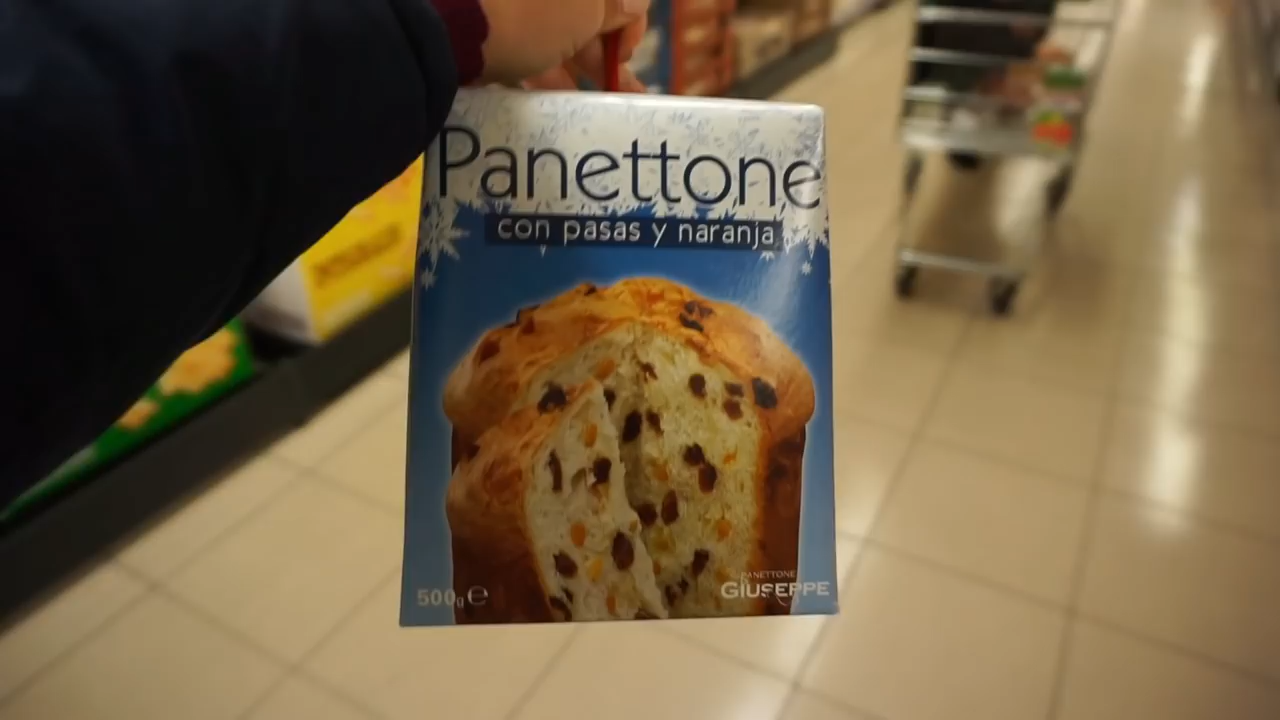 Panettone
con pasas y naranja
500g e
PANETTONE
GIUSEPPE